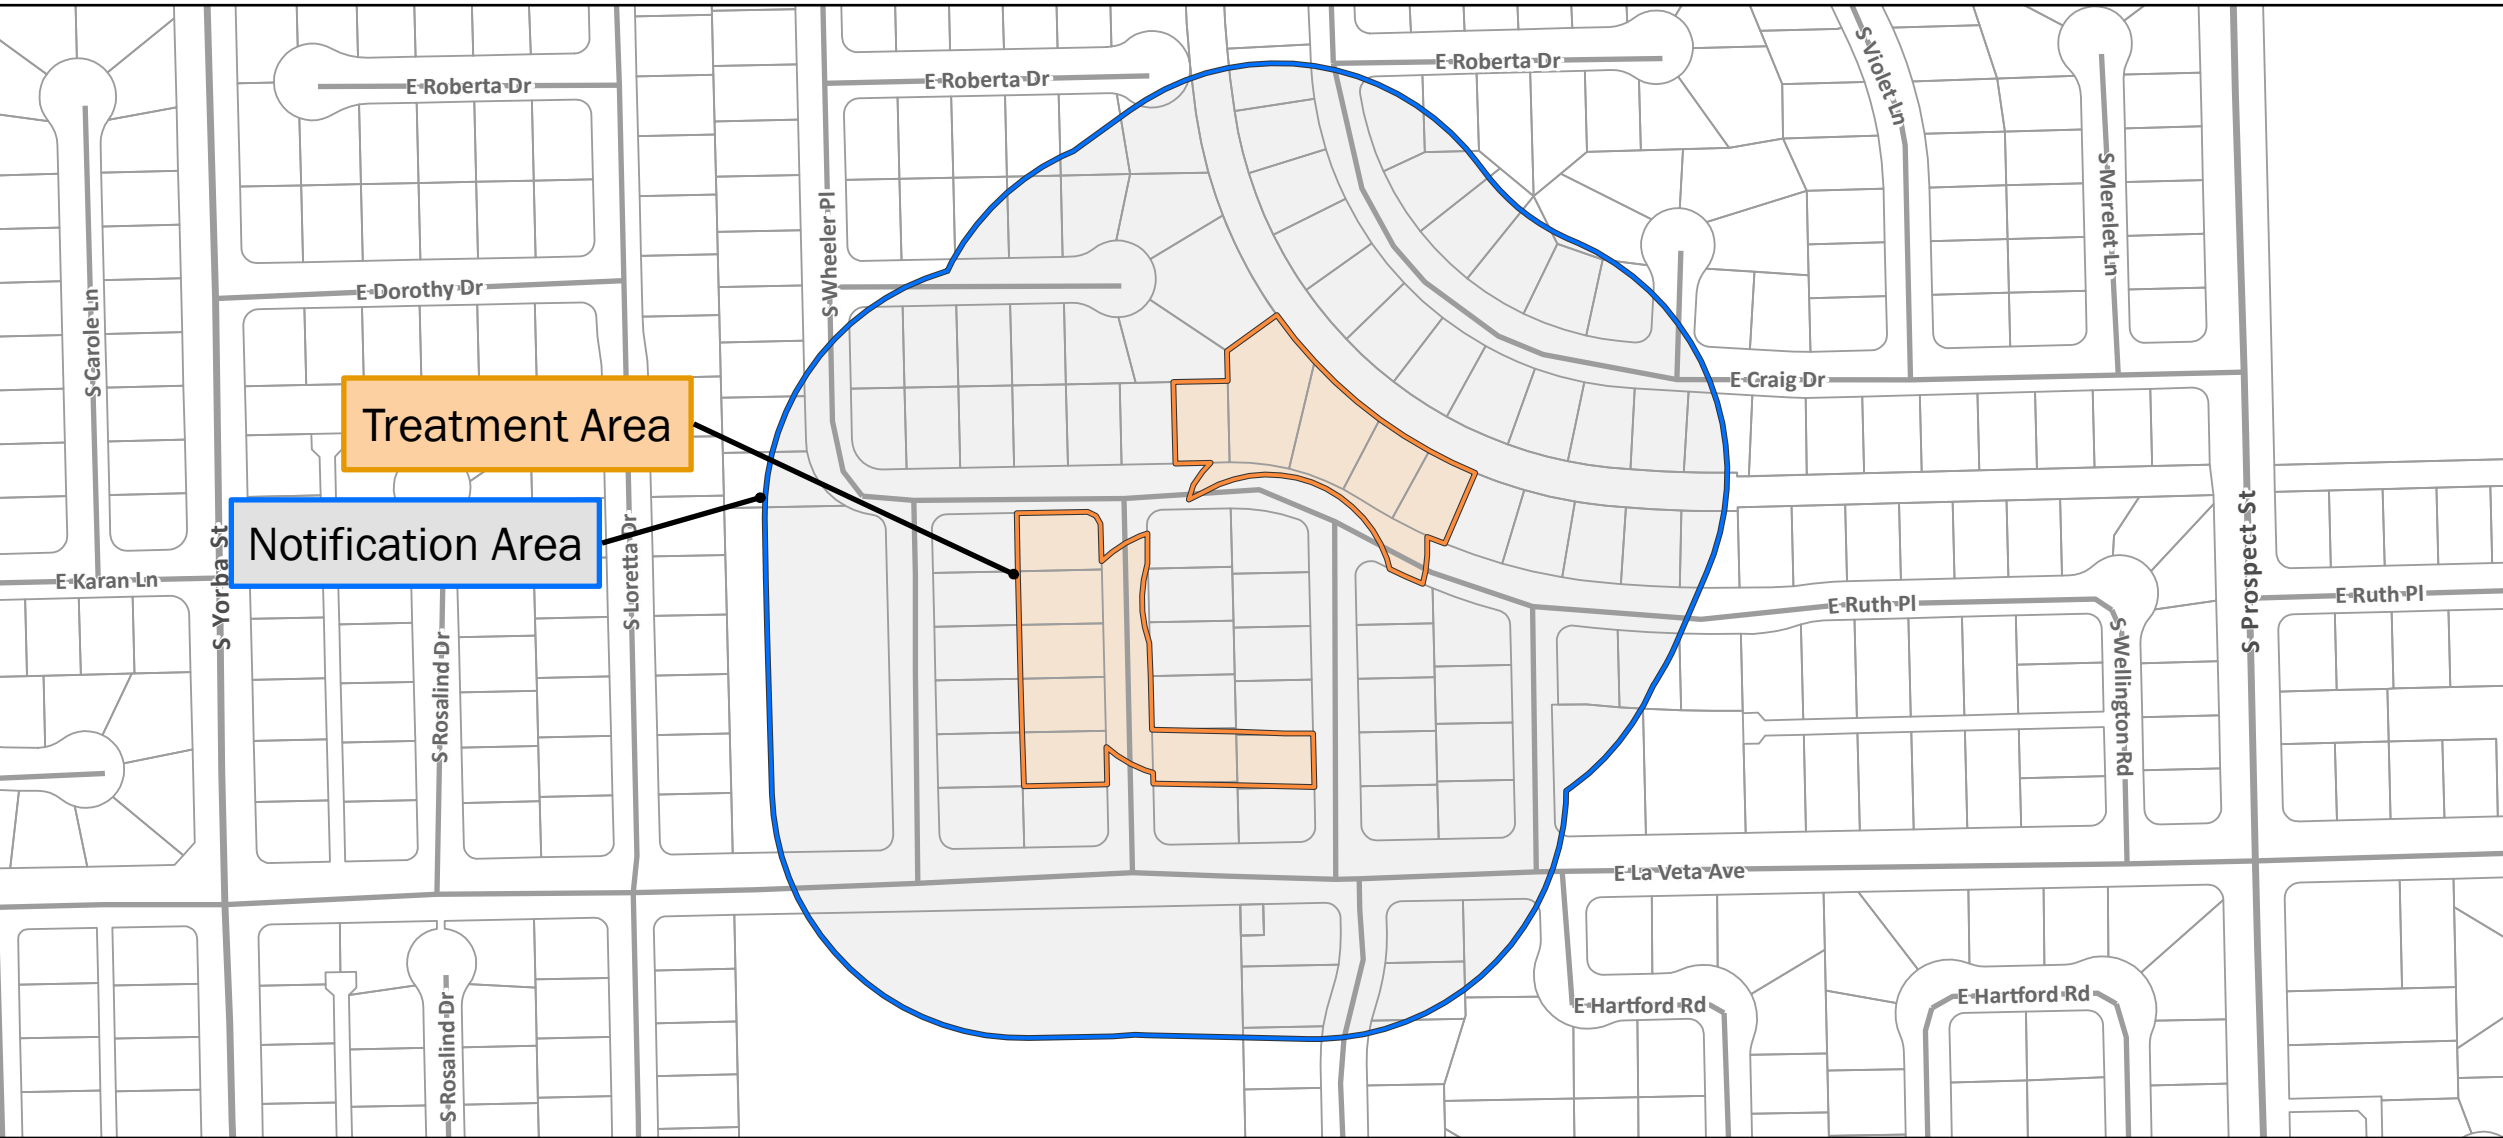 E Roberta Dr
E Roberta Dr
E Roberta Dr
S Violet Ln
S Merelet Ln
S Wheeler Pl
S Carole Ln
E Dorothy Dr
E Craig Dr
Treatment Area
Notification Area
S Yorba St
S Loretta Dr
S Prospect St
E Karan Ln
E Ruth Pl
E Ruth Pl
S Rosalind Dr
S Wellington Rd
E La Veta Ave
E Hartford Rd
E Hartford Rd
S Rosalind Dr